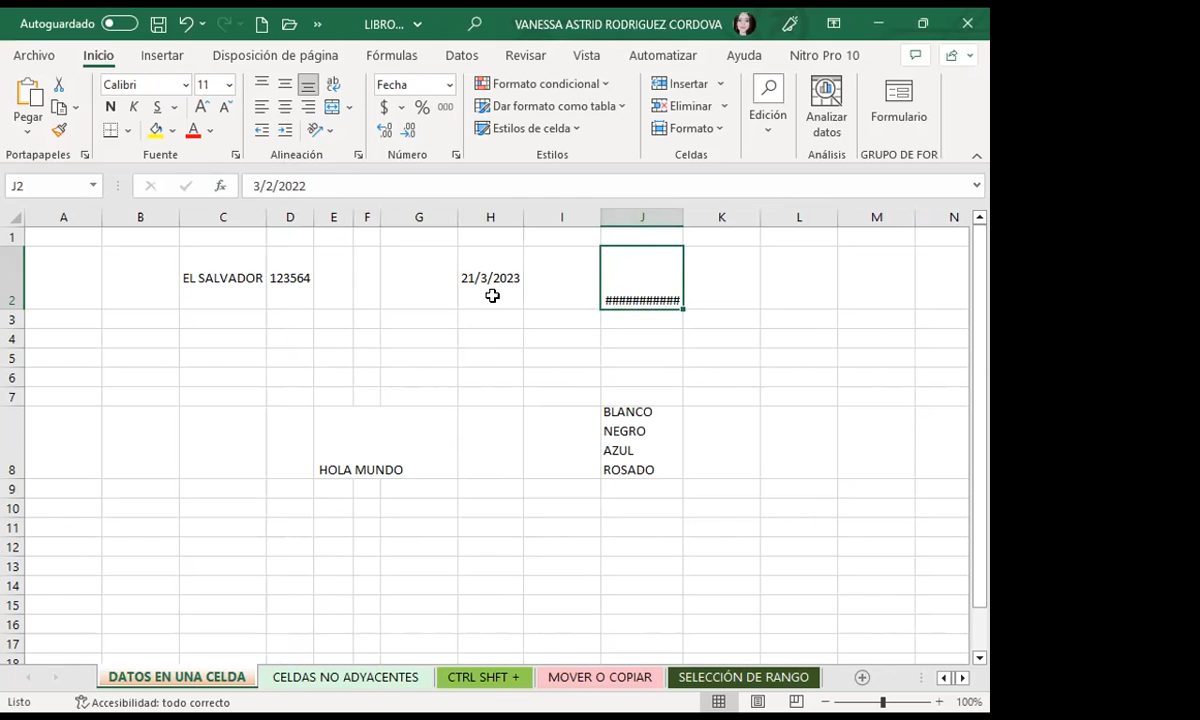 Autoguardado
LIBRO...
VANESSA ASTRID RODRIGUEZ CORDOVA
Archivo Inicio Insertar Disposición de página Fórmulas Datos Revisar Vista Automatizar Ayuda Nitro Pro 10
Pegar
Portapapeles
Calibri 11
N K S A A
A
Fuente
ab
Alineación
Fecha
$ % 000
Número
Formato condicional
Dar formato como tabla
Estilos de celda
Estilos
Insertar
Eliminar
Formato
Celdas
Edición
Analizar
datos
Análisis
Formulario
GRUPO DE FOR
J2 fx 3/2/2022
A B C D E F G H I J K L M N
1
EL SALVADOR 123564 21/3/2023
2 ###########
3
4
5
6
7
BLANCO
NEGRO
AZUL
8 HOLA MUNDO ROSADO
9
10
11
12
13
14
15
16
17
18
DATOS EN UNA CELDA CELDAS NO ADYACENTES CTRL SHFT + MOVER O COPIAR SELECCIÓN DE RANGO
Listo Accesibilidad: todo correcto 100%